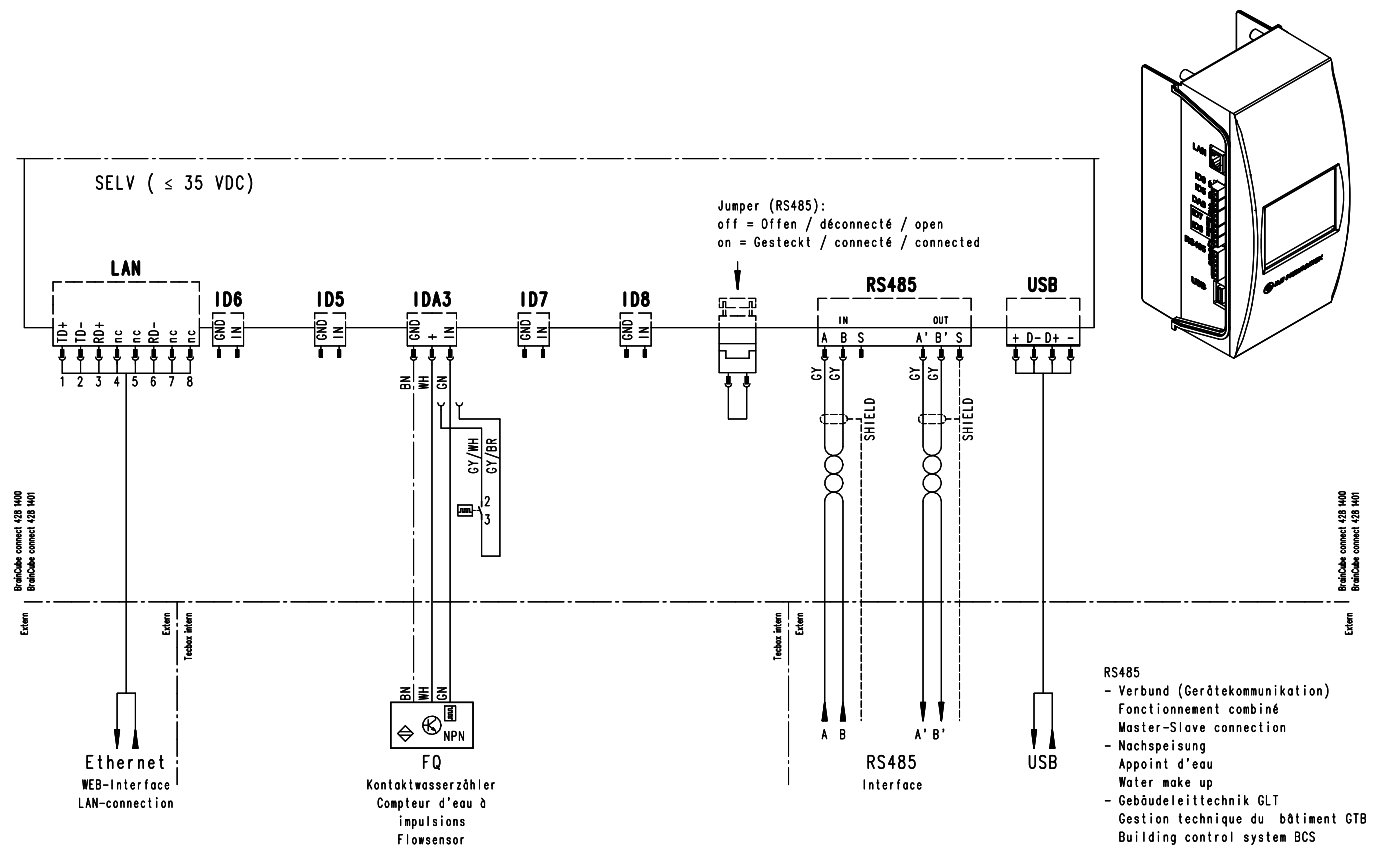 SELV ( ≤ 35 VDC)
Jumper (RS485):
off = Offen / déconnecté / open
on = Gesteckt / connecté / connected
LAN
ID6
ID5
IDA3
ID7
ID8
RS485
USB
TD+ TD- RD+ nc nc RD- nc nc
GND IN
GND IN
GND + IN
GND IN
GND IN
IN OUT
A B S A' B' S
+ D- D+ -
1 2 3 4 5 6 7 8
BN WH GN
GY GY GY GY
SHIELD
SHIELD
GY/WH
GY/BR
2
3
BrainCube connect 428 1400
BrainCube connect 428 1401
BrainCube connect 428 1400
BrainCube connect 428 1401
Extern
Extern
Tecbox intern
Tecbox intern
Extern
Extern
BN WH GN
NPN
A B A' B'
Ethernet
WEB-Interface
LAN-connection
FQ
Kontaktwasserzähler
Compteur d'eau à
impulsions
Flowsensor
RS485
Interface
USB
RS485
- Verbund (Gerätekommunikation)
Fonctionnement combiné
Master-Slave connection
- Nachspeisung
Appoint d'eau
Water make up
- Gebäudeleittechnik GLT
Gestion technique du bâtiment GTB
Building control system BCS
LAN
RS485
USB